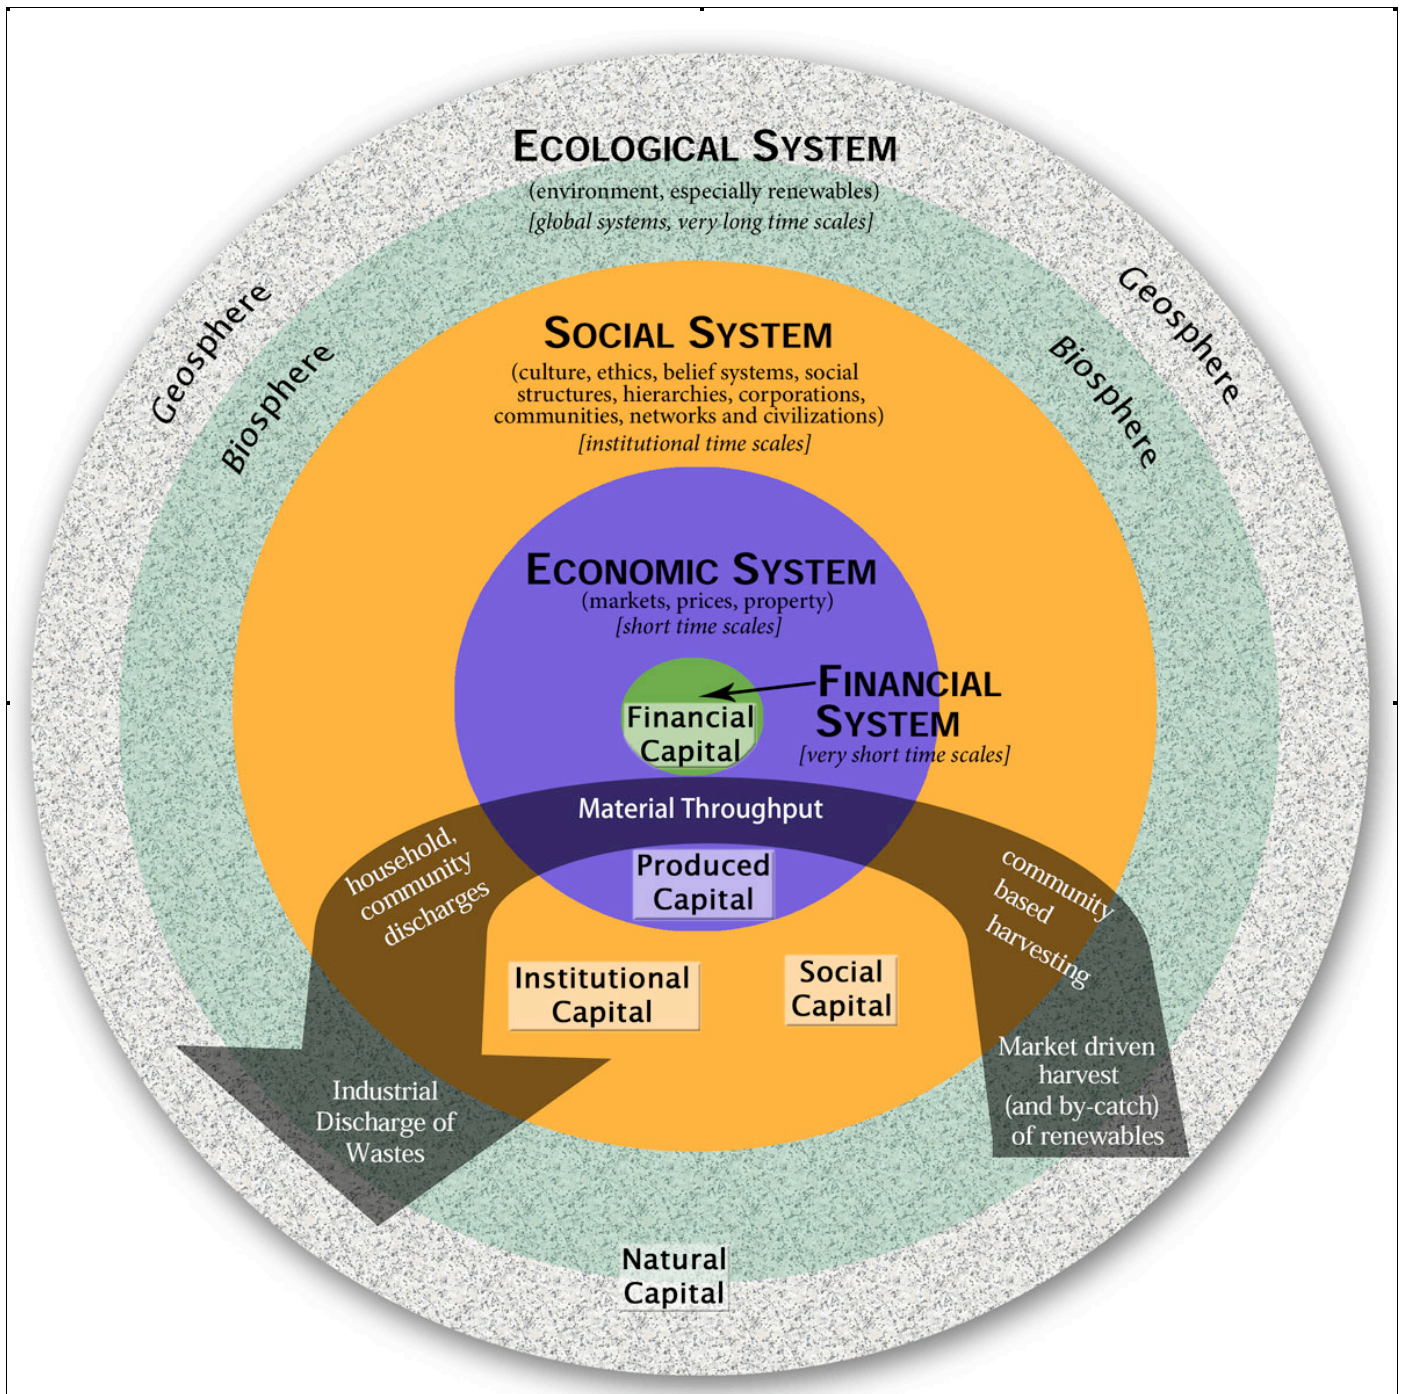 ECOLOGICAL SYSTEM
(environment, especially renewables)
[global systems, very long time scales]
Geosphere
Biosphere
Geosphere
Biosphere
SOCIAL SYSTEM
(culture, ethics, belief systems, social
structures, hierarchies, corporations,
communities, networks and civilizations)
[institutional time scales]
ECONOMIC SYSTEM
(markets, prices, property)
[short time scales]
FINANCIAL
SYSTEM
[very short time scales]
Financial
Capital
Material Throughput
Produced
Capital
household,
community
discharges
community
based
harvesting
Institutional
Capital
Social
Capital
Industrial
Discharge of
Wastes
Market driven
harvest
(and by-catch)
of renewables
Natural
Capital